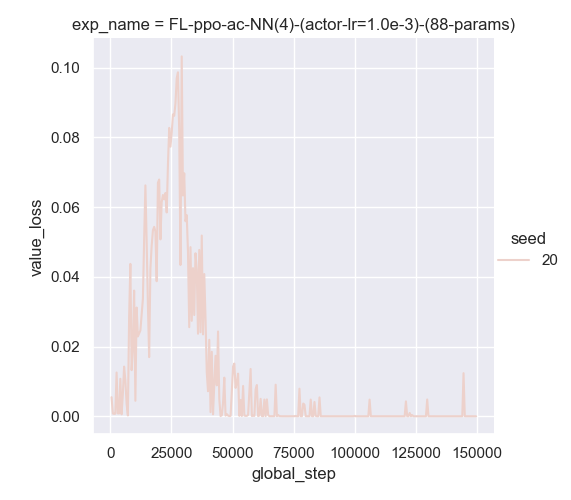 exp_name = FL-ppo-ac-NN(4)-(actor-lr=1.0e-3)-(88-params)
0.10
0.08
0.06
0.04
0.02
0.00
value_loss
seed
20
0 25000 50000 75000 100000 125000 150000
global_step